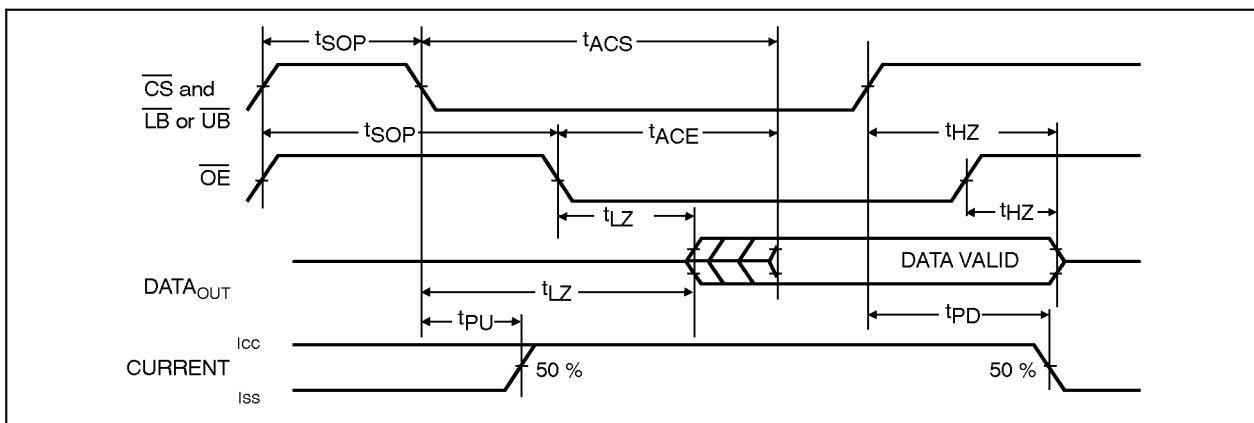 tSOP
tACS
CS and
LB or UB
tSOP
tACE
tHZ
OE
tLZ
tHZ
DATA VALID
DATAOUT
tLZ
tPU
tPD
ICC
CURRENT
50 %
50 %
ISS